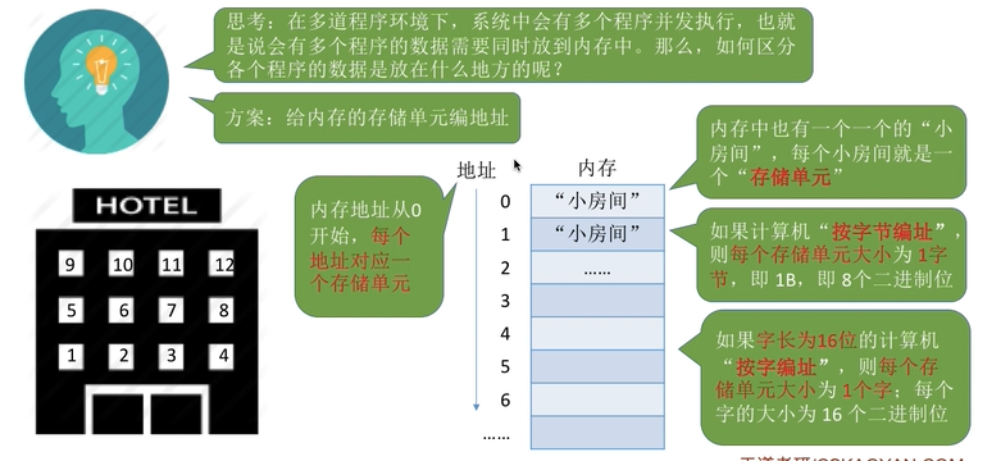 思考：在多道程序环境下，系统中会有多个程序并发执行，也就
是说会有多个程序的数据需要同时放到内存中。那么，如何区分
各个程序的数据是放在什么地方的呢？
方案：给内存的存储单元编地址
HOTEL
9 10 11 12
5 6 7 8
1 2 3 4
内存地址从0
开始，每个
地址对应一
个存储单元
地址 内存
0 “小房间”
1 “小房间”
2 ……
3
4
5
6
……
内存中也有一个一个的“小
房间”，每个小房间就是一
个“存储单元”
如果计算机“按字节编址”，
则每个存储单元大小为 1字
节，即 1B，即 8个二进制位
如果字长为16位的计算机
“按字编址”，则每个存
储单元大小为 1个字；每个
字的大小为 16 个二进制位